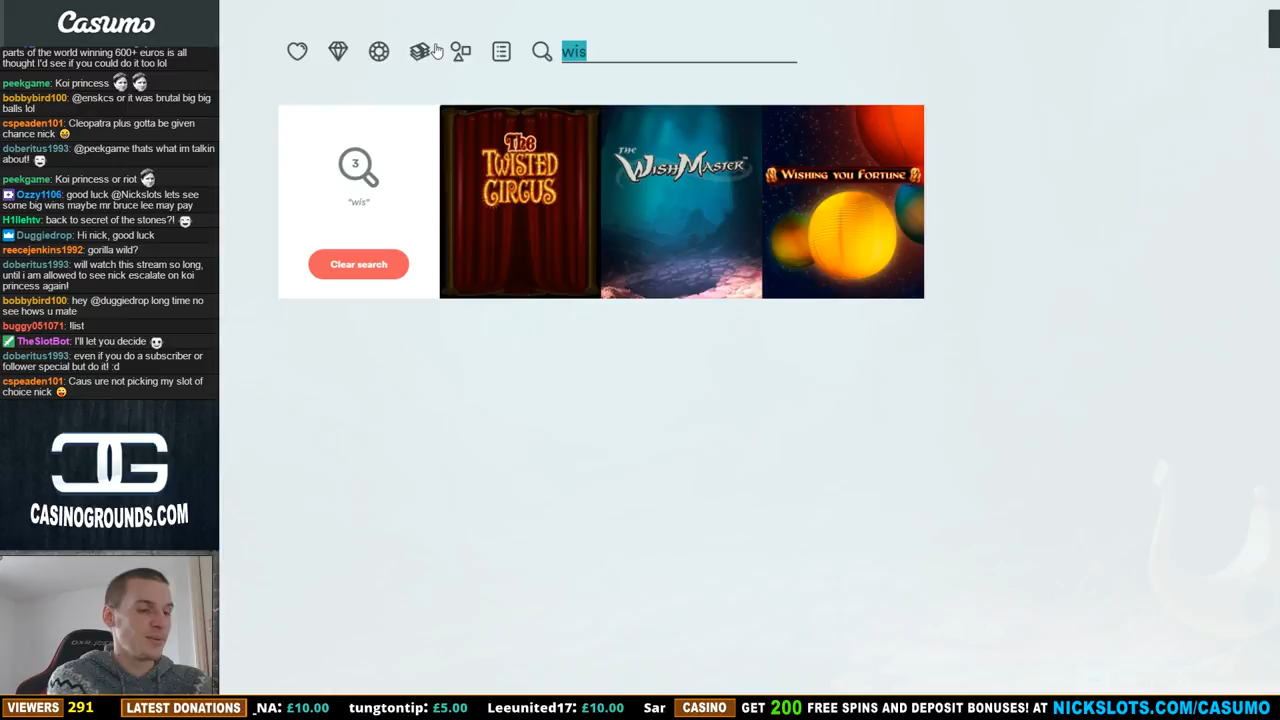 Casumo
parts of the world winning 600+ euros is all
thought I'd see if you could do it too lol
peekgame: Koi princess
bobbybird100: @enskcs or it was brutal big big
balls lol
cspeaden101: Cleopatra plus gotta be given
chance nick
doberitus1993: @peekgame thats what im talkin
about!
peekgame: Koi princess or riot
Ozzy1106: good luck @Nickslots lets see
some big wins maybe mr bruce lee may pay
H1llehtv: back to secret of the stones?!
Duggiedrop: Hi nick, good luck
reecejenkins1992: gorilla wild?
doberitus1993: will watch this stream so long,
until i am allowed to see nick escalate on koi
princess again!
bobbybird100: hey @duggiedrop long time no
see hows u mate
buggy051071: !list
TheSlotBot: I'll let you decide
doberitus1993: even if you do a subscriber or
follower special but do it! :d
cspeaden101: Caus ure not picking my slot of
choice nick
CG
CASINOGROUNDS.COM
wis
3
"wis"
Clear search
The
TWISTED
CIRCUS
THE WISHMASTER
WISHING YOU FORTUNE
VIEWERS 291 LATEST DONATIONS _NA: £10.00 tungtontip: £5.00 Leeunited17: £10.00 Sar CASINO GET 200 FREE SPINS AND DEPOSIT BONUSES! AT NICKSLOTS.COM/CASUMO